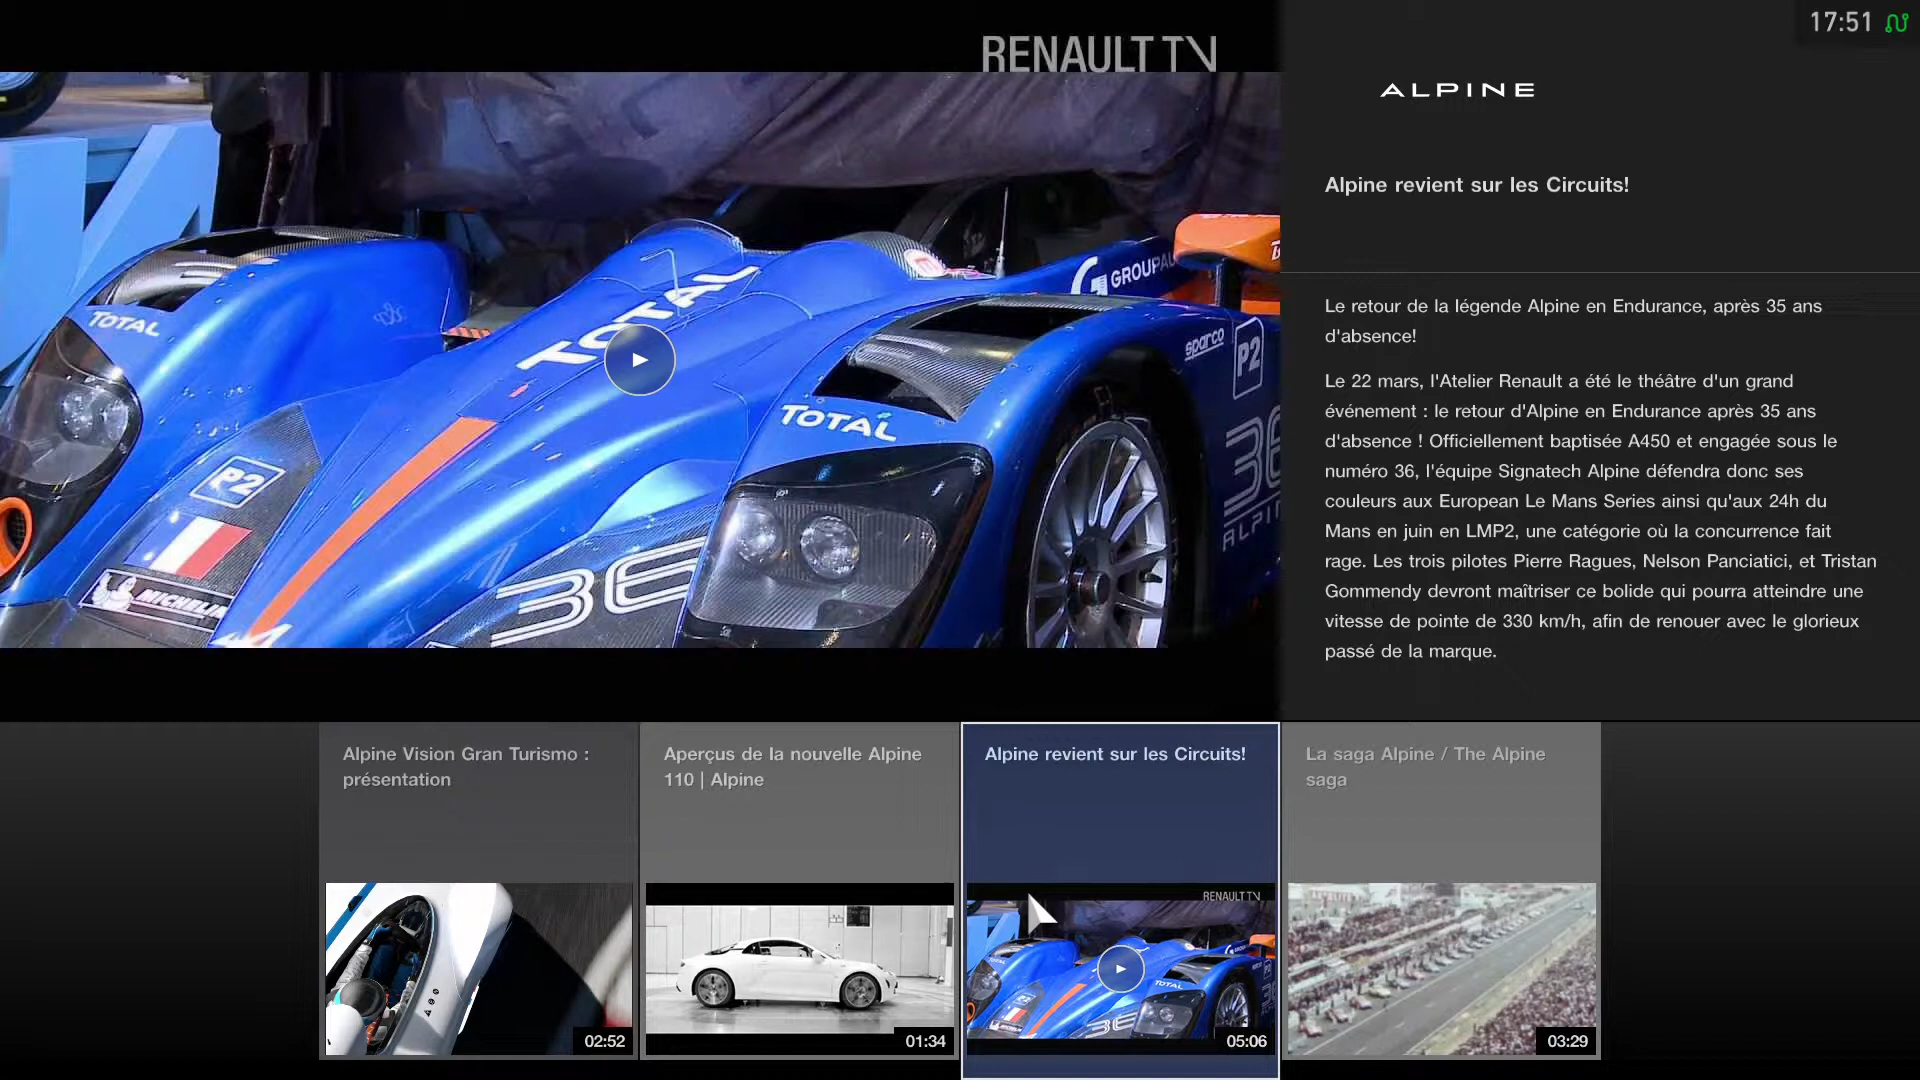 17:51
RENAULT TV
ALPINE
Alpine revient sur les Circuits!
Le retour de la légende Alpine en Endurance, après 35 ans
d'absence!
Le 22 mars, l'Atelier Renault a été le théâtre d'un grand
événement : le retour d'Alpine en Endurance après 35 ans
d'absence ! Officiellement baptisée A450 et engagée sous le
numéro 36, l'équipe Signatech Alpine défendra donc ses
couleurs aux European Le Mans Series ainsi qu'aux 24h du
Mans en juin en LMP2, une catégorie où la concurrence fait
rage. Les trois pilotes Pierre Ragues, Nelson Panciatici, et Tristan
Gommendy devront maîtriser ce bolide qui pourra atteindre une
vitesse de pointe de 330 km/h, afin de renouer avec le glorieux
passé de la marque.
TOTAL
TOTAL
TOTAL
GROUPAU
sparco
P2
P2
36
ALPIN
MICHELIN
36
Alpine Vision Gran Turismo :
présentation
02:52
Aperçus de la nouvelle Alpine
110 | Alpine
01:34
Alpine revient sur les Circuits!
RENAULT TV
TOTAL
TOTAL
P2
36
05:06
La saga Alpine / The Alpine
saga
03:29